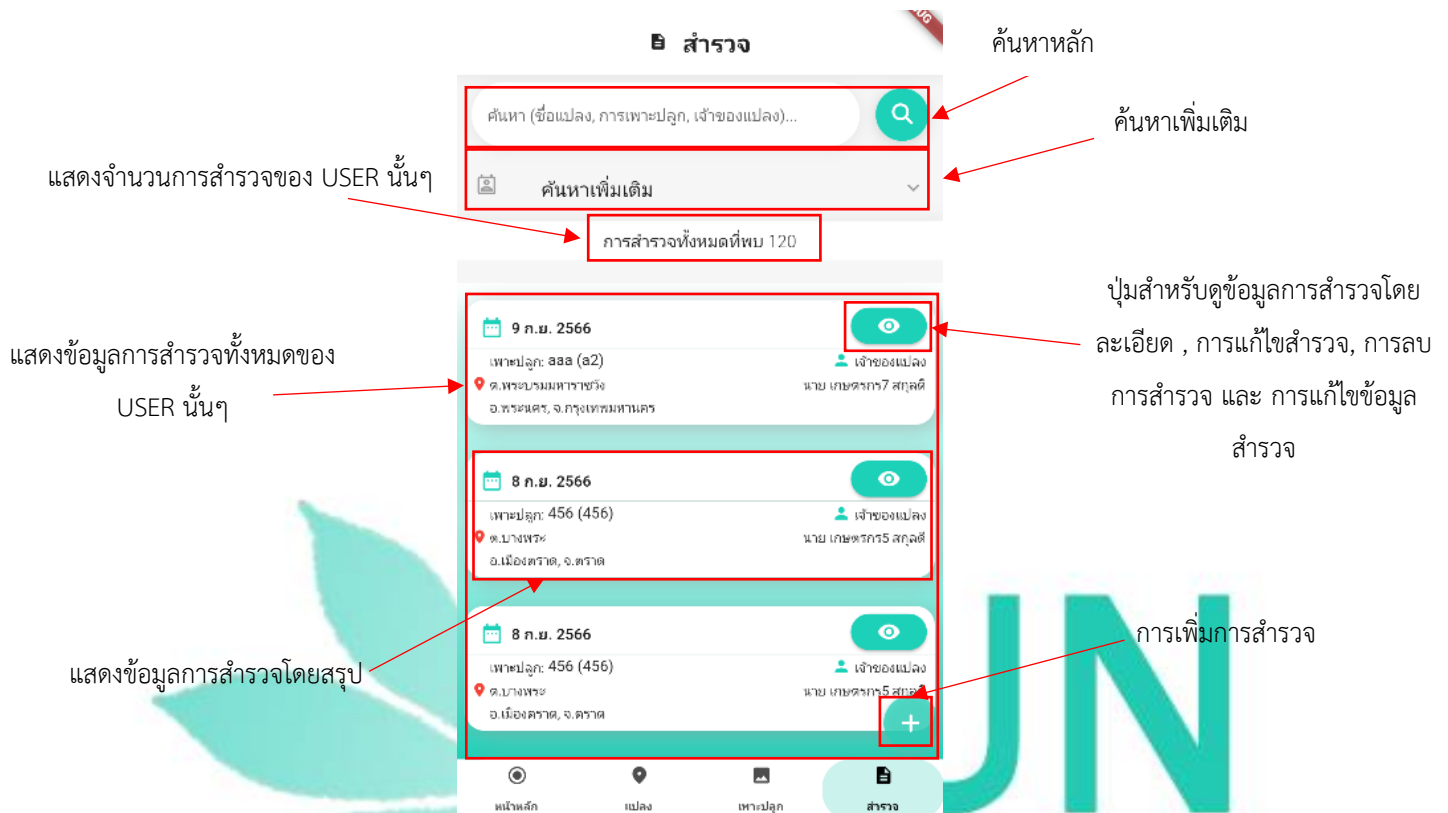 สำรวจ
ค้นหา (ชื่อแปลง, การเพาะปลูก, เจ้าของแปลง)...
ค้นหาเพิ่มเติม
การสำรวจทั้งหมดที่พบ 120
9 ก.ย. 2566
เพาะปลูก: aaa (a2)
เจ้าของแปลง
ต.พระบรมมหาราชวัง
นาย เกษตรกร7 สกุลดี
อ.พระนคร, จ.กรุงเทพมหานคร
8 ก.ย. 2566
เพาะปลูก: 456 (456)
เจ้าของแปลง
ต.บางพระ
นาย เกษตรกร5 สกุลดี
อ.เมืองตราด, จ.ตราด
8 ก.ย. 2566
เพาะปลูก: 456 (456)
เจ้าของแปลง
ต.บางพระ
นาย เกษตรกร5 สกุลดี
อ.เมืองตราด, จ.ตราด
หน้าหลัก
แปลง
เพาะปลูก
สำรวจ
แสดงจำนวนการสำรวจของ USER นั้นๆ
แสดงข้อมูลการสำรวจทั้งหมดของ
USER นั้นๆ
แสดงข้อมูลการสำรวจโดยสรุป
ค้นหาหลัก
ค้นหาเพิ่มเติม
ปุ่มสำหรับดูข้อมูลการสำรวจโดย
ละเอียด , การแก้ไขสำรวจ, การลบ
การสำรวจ และ การแก้ไขข้อมูล
สำรวจ
การเพิ่มการสำรวจ
UN